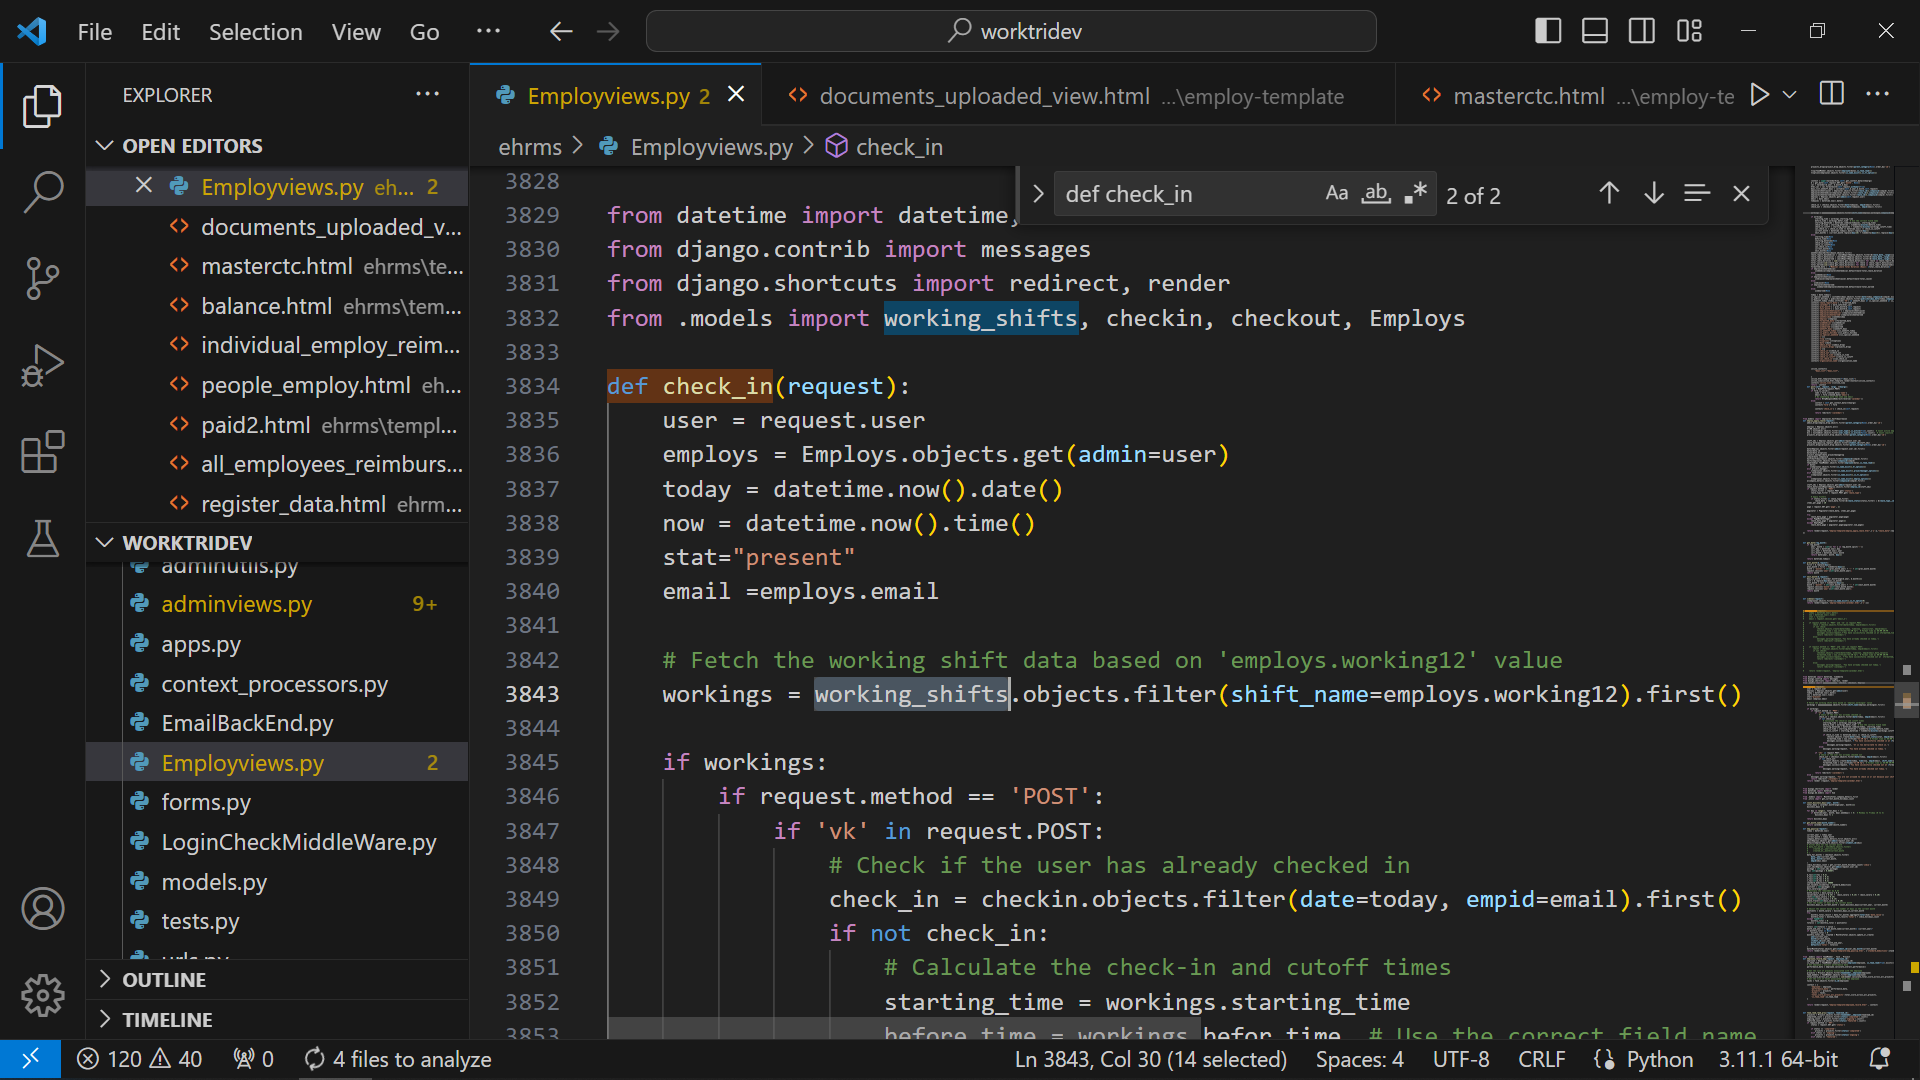 File Edit Selection View Go ··· worktridev
EXPLORER ···
OPEN EDITORS
Employviews.py eh... 2
documents_uploaded_v...
masterctc.html ehrms\te...
balance.html ehrms\tem...
individual_employ_reim...
people_employ.html eh...
paid2.html ehrms\templ...
all_employees_reimburs...
register_data.html ehrm...
WORKTRIDEV
adminutils.py
adminviews.py 9+
apps.py
context_processors.py
EmailBackEnd.py
Employviews.py 2
forms.py
LoginCheckMiddleWare.py
models.py
tests.py
urls.py
OUTLINE
TIMELINE
Employviews.py 2 documents_uploaded_view.html ...\employ-template masterctc.html ...\employ-te
ehrms > Employviews.py > check_in
def check_in Aa ab .* 2 of 2
3828
3829 from datetime import datetime,
3830 from django.contrib import messages
3831 from django.shortcuts import redirect, render
3832 from .models import working_shifts, checkin, checkout, Employs
3833
3834 def check_in(request):
3835 user = request.user
3836 employs = Employs.objects.get(admin=user)
3837 today = datetime.now().date()
3838 now = datetime.now().time()
3839 stat="present"
3840 email =employs.email
3841
3842 # Fetch the working shift data based on 'employs.working12' value
3843 workings = working_shifts.objects.filter(shift_name=employs.working12).first()
3844
3845 if workings:
3846 if request.method == 'POST':
3847 if 'vk' in request.POST:
3848 # Check if the user has already checked in
3849 check_in = checkin.objects.filter(date=today, empid=email).first()
3850 if not check_in:
3851 # Calculate the check-in and cutoff times
3852 starting_time = workings.starting_time
3853 before_time = workings.befor_time # Use the correct field name
120 40 0 4 files to analyze Ln 3843, Col 30 (14 selected) Spaces: 4 UTF-8 CRLF Python 3.11.1 64-bit